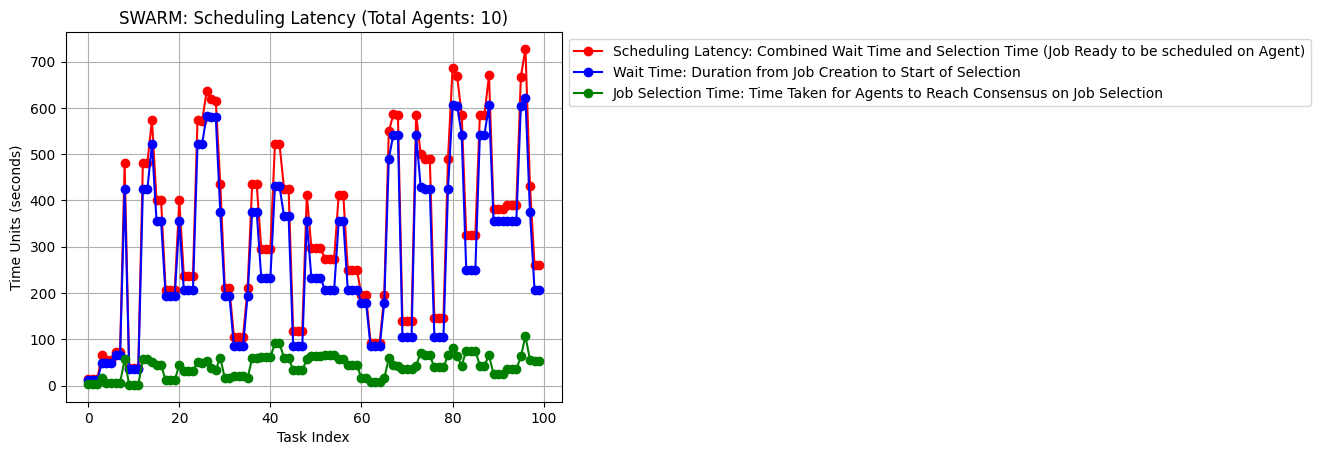 SWARM: Scheduling Latency (Total Agents: 10)
Scheduling Latency: Combined Wait Time and Selection Time (Job Ready to be scheduled on Agent)
Wait Time: Duration from Job Creation to Start of Selection
Job Selection Time: Time Taken for Agents to Reach Consensus on Job Selection
Time Units (seconds)
700
600
500
400
300
200
100
0
0 20 40 60 80 100
Task Index